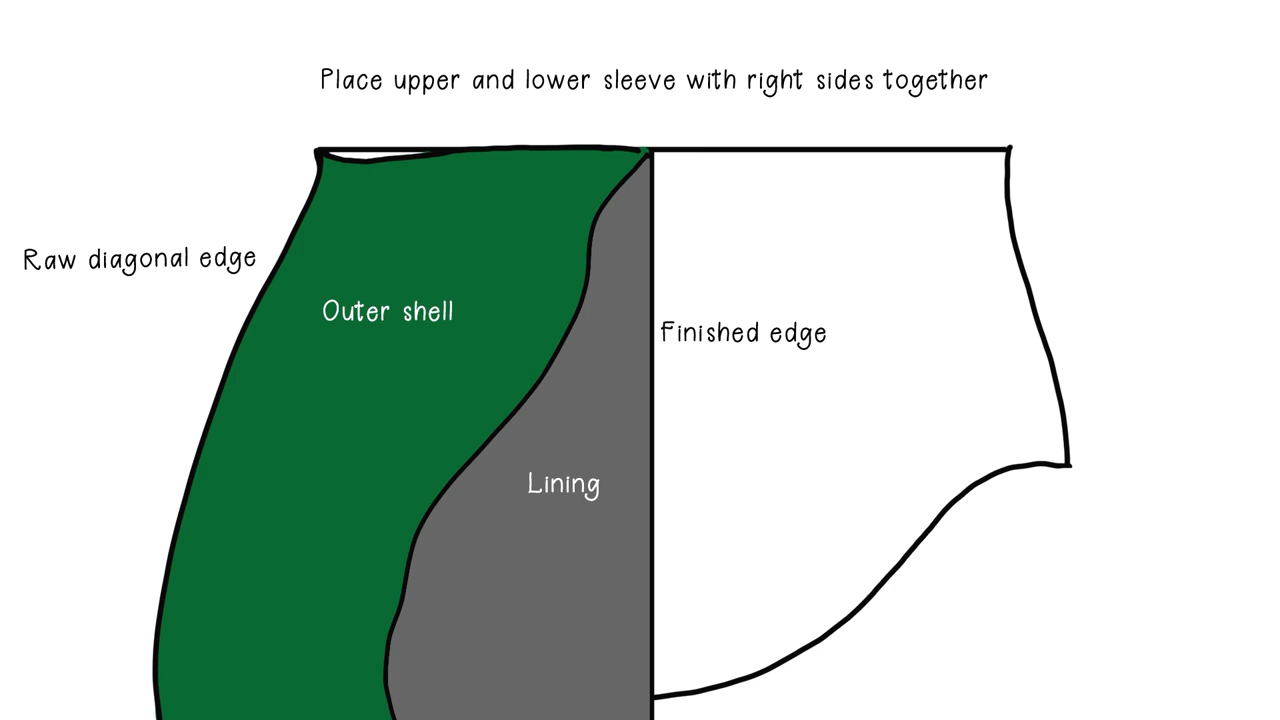 Place upper and lower sleeve with right sides together
Raw diagonal edge
Outer shell
Finished edge
Lining